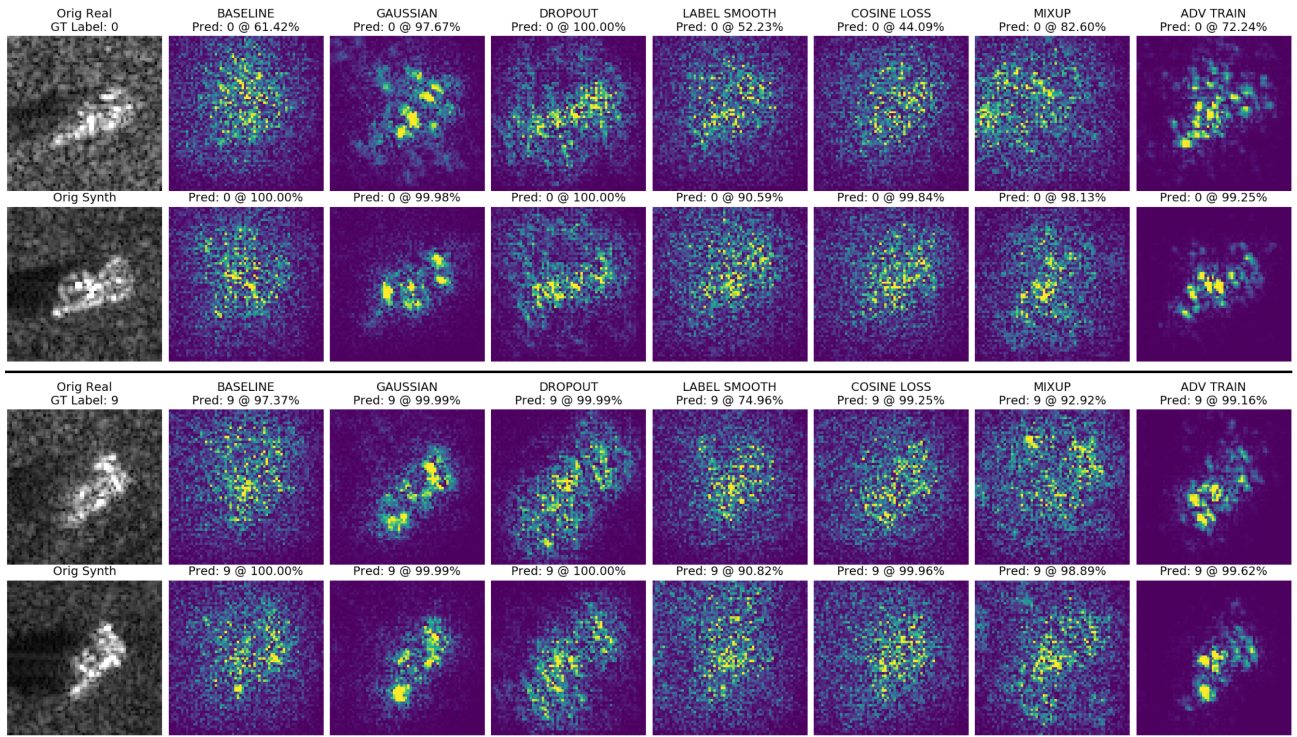 Orig Real
GT Label: 0
BASELINE
Pred: 0 @ 61.42%
GAUSSIAN
Pred: 0 @ 97.67%
DROPOUT
Pred: 0 @ 100.00%
LABEL SMOOTH
Pred: 0 @ 52.23%
COSINE LOSS
Pred: 0 @ 44.09%
MIXUP
Pred: 0 @ 82.60%
ADV TRAIN
Pred: 0 @ 72.24%
Orig Synth
Pred: 0 @ 100.00%
Pred: 0 @ 99.98%
Pred: 0 @ 100.00%
Pred: 0 @ 90.59%
Pred: 0 @ 99.84%
Pred: 0 @ 98.13%
Pred: 0 @ 99.25%
Orig Real
GT Label: 9
BASELINE
Pred: 9 @ 97.37%
GAUSSIAN
Pred: 9 @ 99.99%
DROPOUT
Pred: 9 @ 99.99%
LABEL SMOOTH
Pred: 9 @ 74.96%
COSINE LOSS
Pred: 9 @ 99.25%
MIXUP
Pred: 9 @ 92.92%
ADV TRAIN
Pred: 9 @ 99.16%
Orig Synth
Pred: 9 @ 100.00%
Pred: 9 @ 99.99%
Pred: 9 @ 100.00%
Pred: 9 @ 90.82%
Pred: 9 @ 99.96%
Pred: 9 @ 98.89%
Pred: 9 @ 99.62%